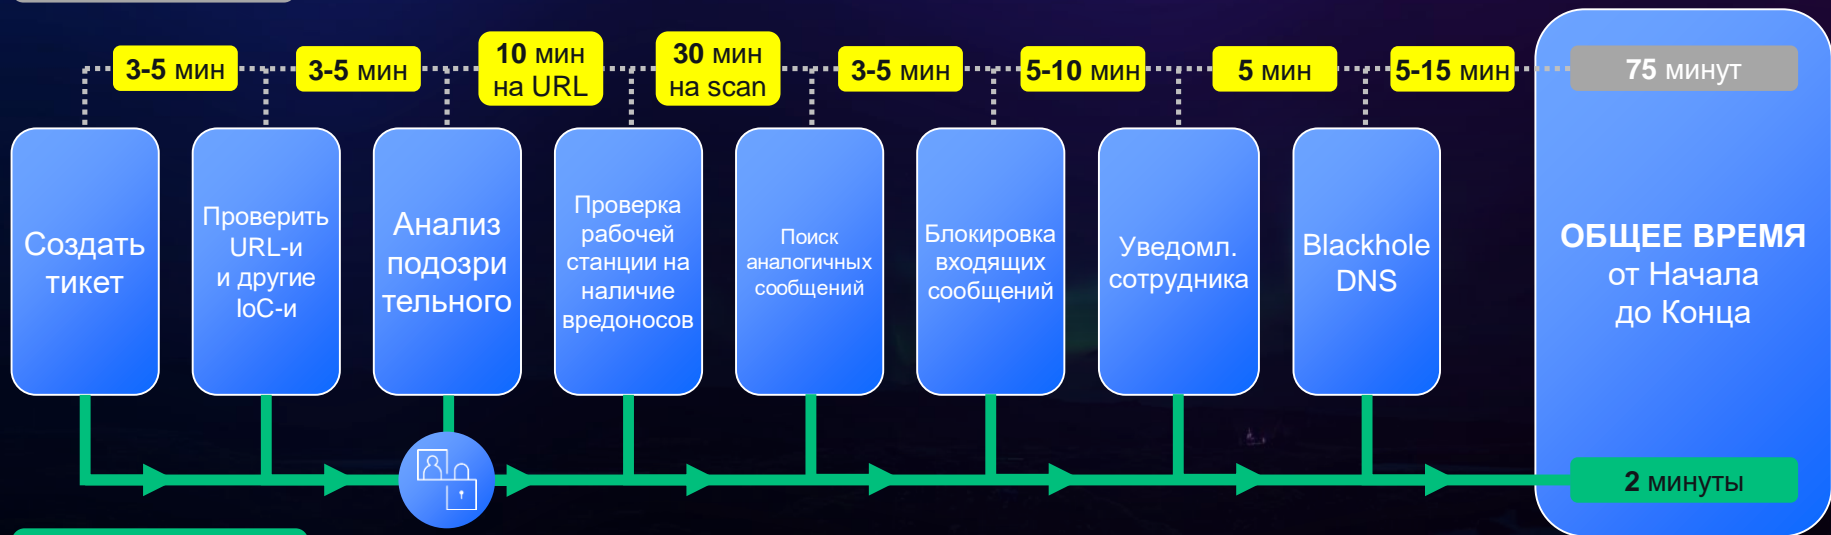 3-5 мин
3-5 мин
10 мин
на URL
30 мин
на scan
3-5 мин
5-10 мин
5 мин
5-15 мин
75 минут
Создать
тикет
Проверить
URL-и
и другие
IoC-и
Анализ
подозри
тельного
Проверка
рабочей
станции на
наличие
вредоносов
Поиск
аналогичных
сообщений
Блокировка
входящих
сообщений
Уведомл.
сотрудника
Blackhole
DNS
ОБЩЕЕ ВРЕМЯ
от Начала
до Конца
2 минуты